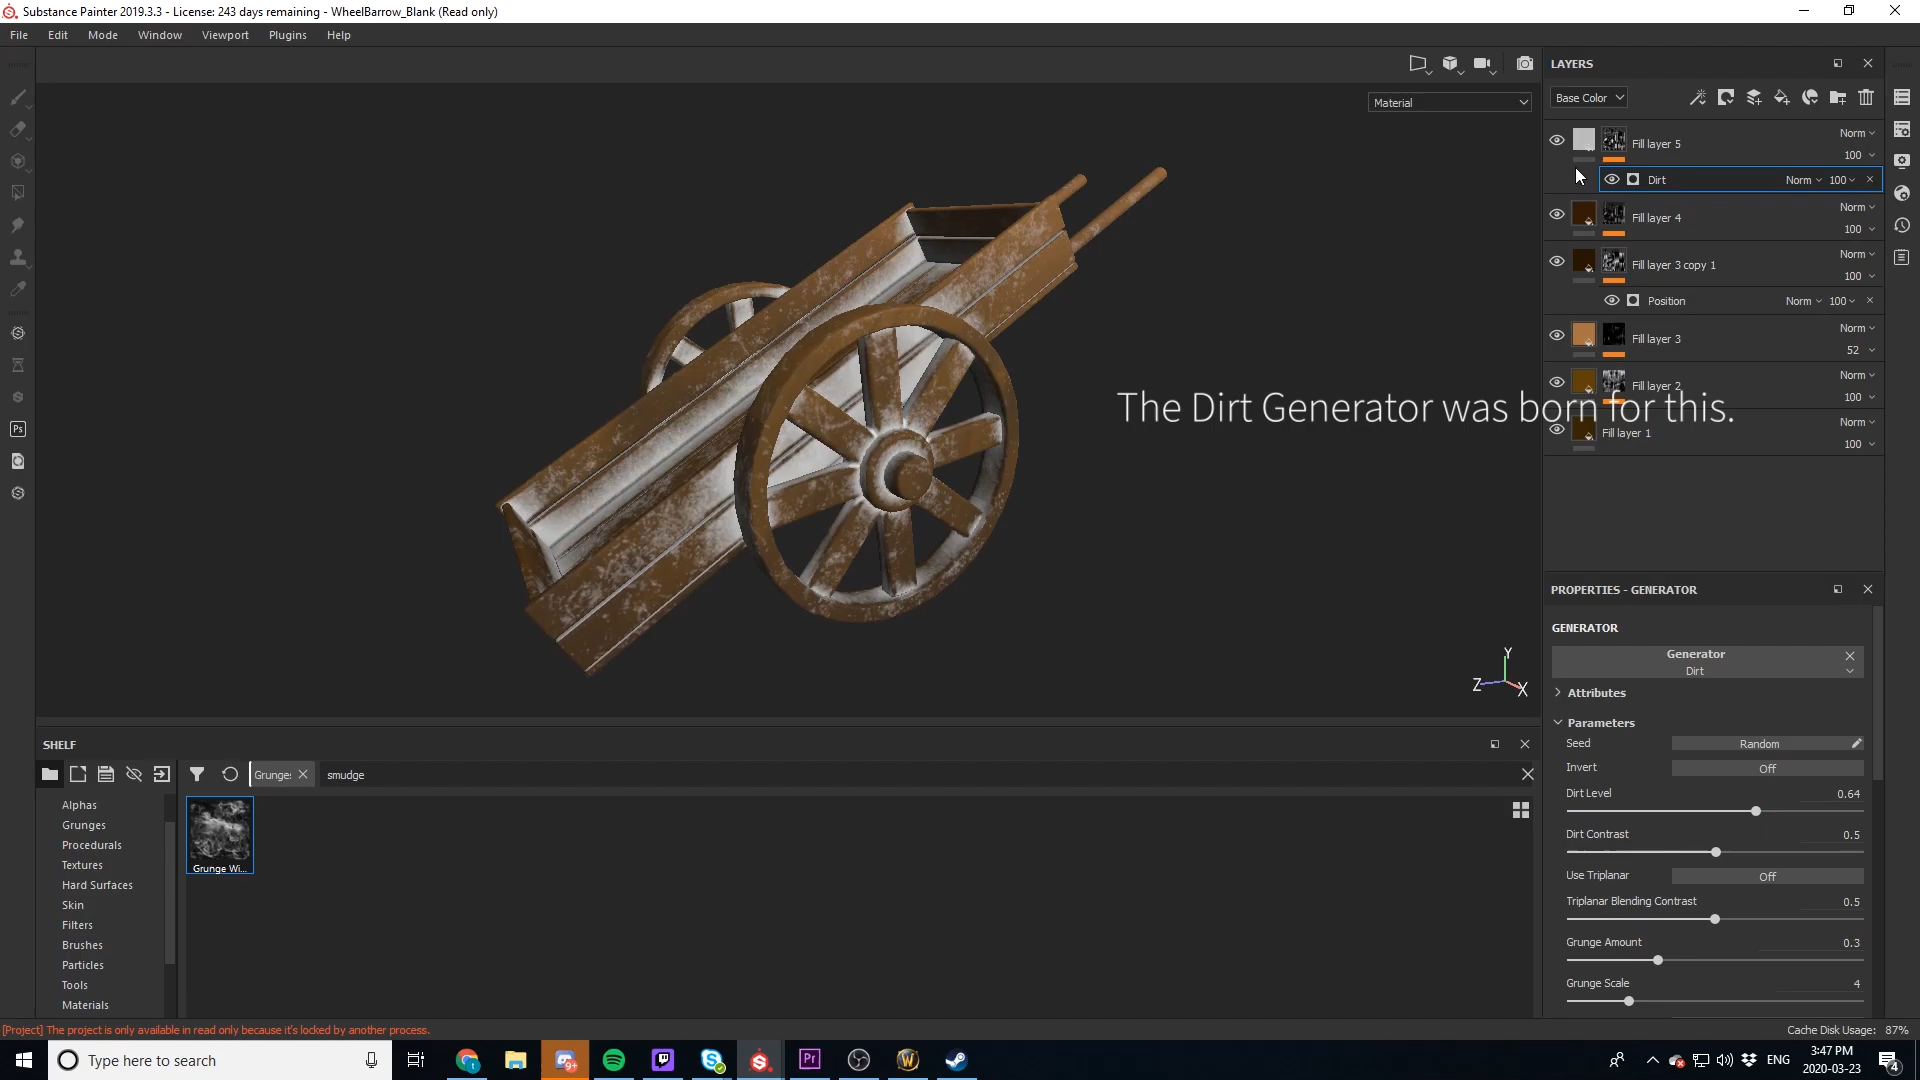 Substance Painter 2019.3.3 - License: 243 days remaining - WheelBarrow_Blank (Read only)
File Edit Mode Window Viewport Plugins Help
Material
LAYERS
Base Color
Fill layer 5 Norm 100
Dirt Norm 100
Fill layer 4 Norm 100
Fill layer 3 copy 1 Norm 100
Position Norm 100
Fill layer 3 Norm 52
Fill layer 2 Norm 100
The Dirt Generator was born for this.
Fill layer 1 Norm 100
Y
Z X
PROPERTIES - GENERATOR
GENERATOR
Generator
Dirt
Attributes
Parameters
Seed Random
Invert Off
Dirt Level 0.64
Dirt Contrast 0.5
Use Triplanar Off
Triplanar Blending Contrast 0.5
Grunge Amount 0.3
Grunge Scale 4
SHELF
Grunge: smudge
Alphas
Grunges
Procedurals
Textures
Hard Surfaces
Skin
Filters
Brushes
Particles
Tools
Materials
Grunge Wi...
[Project] The project is only available in read only because it's locked by another process.
Cache Disk Usage: 87%
Type here to search
Ps
Pr
9+
ENG
3:47 PM
2020-03-23
4